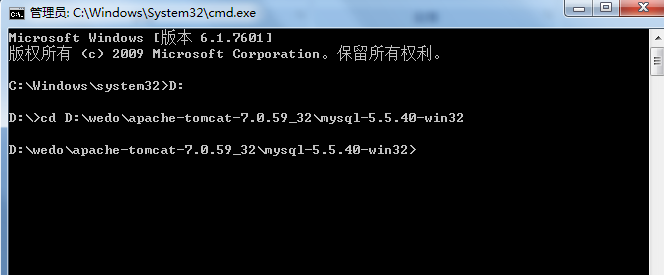 管理员: C:\Windows\System32\cmd.exe
Microsoft Windows [版本 6.1.7601]
版权所有 (c) 2009 Microsoft Corporation。保留所有权利。
C:\Windows\system32>D:
D:\>cd D:\wedo\apache-tomcat-7.0.59_32\mysql-5.5.40-win32
D:\wedo\apache-tomcat-7.0.59_32\mysql-5.5.40-win32>